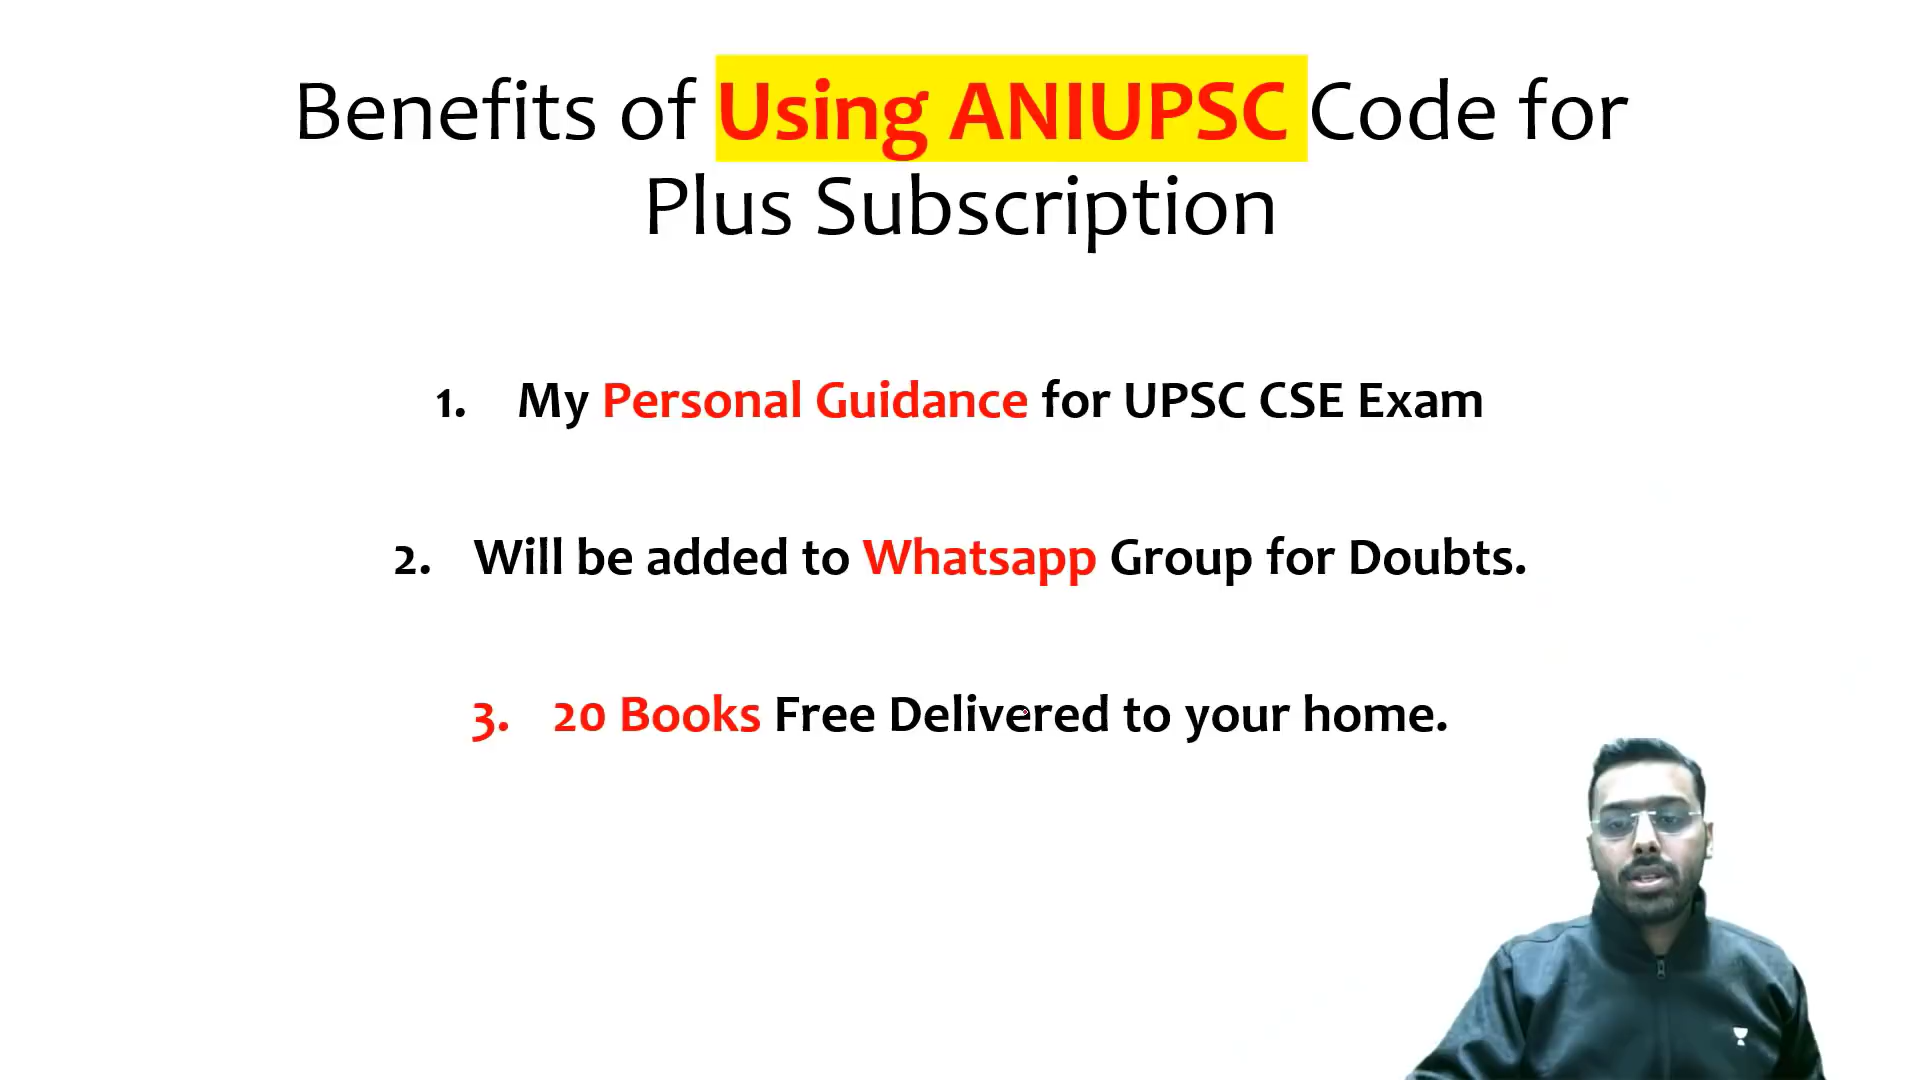 Benefits of Using ANIUPSC Code for
Plus Subscription
1. My Personal Guidance for UPSC CSE Exam
2. Will be added to Whatsapp Group for Doubts.
3. 20 Books Free Delivered to your home.